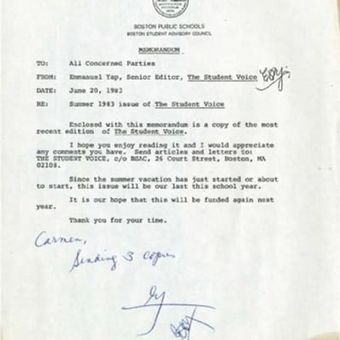 BOSTON PUBLIC SCHOOLS
BOSTON STUDENT ADVISORY COUNCIL
MEMORANDUM
TO: All Concerned Parties
FROM: Emmanuel Yap, Senior Editor, The Student Voice
DATE: June 20, 1983
RE: Summer 1983 issue of The Student Voice
Enclosed with this memorandum is a copy of the most
recent edition of The Student Voice.
I hope you enjoy reading it and I would appreciate
any comments you have. Send articles and letters to:
THE STUDENT VOICE, c/o BSAC, 26 Court Street, Boston, MA
02108.
Since the summer vacation has just started or about
to start, this issue will be our last this school year.
It is our hope that this will be funded again next
year.
Thank you for your time.
Carmen,
Sending 3 copies